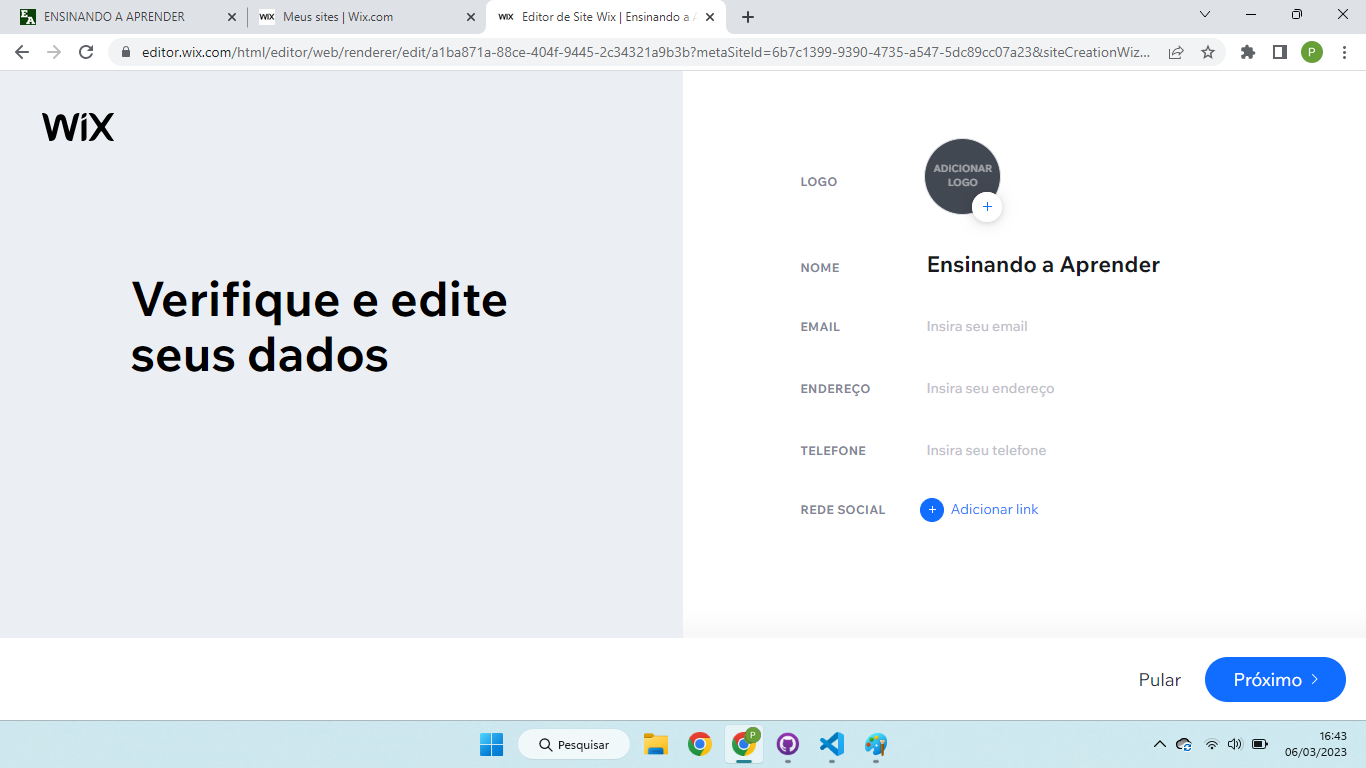 EA ENSINANDO A APRENDER
WIX Meus sites | Wix.com
WIX Editor de Site Wix | Ensinando a
editor.wix.com/html/editor/web/renderer/edit/a1ba871a-88ce-404f-9445-2c34321a9b3b?metaSiteId=6b7c1399-9390-4735-a547-5dc89cc07a23&siteCreationWiz...
P
WiX
Verifique e edite
seus dados
LOGO
ADICIONAR
LOGO
+
NOME Ensinando a Aprender
EMAIL Insira seu email
ENDEREÇO Insira seu endereço
TELEFONE Insira seu telefone
REDE SOCIAL + Adicionar link
Pular Próximo >
Pesquisar
P
16:43
06/03/2023